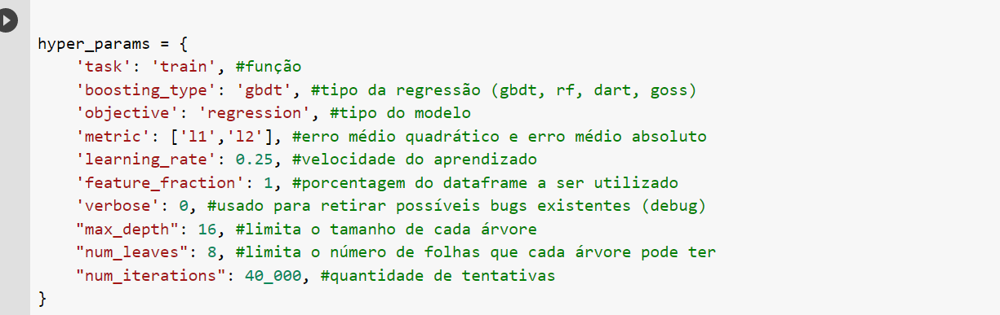 hyper_params = {
    'task': 'train', #função
    'boosting_type': 'gbdt', #tipo da regressão (gbdt, rf, dart, goss)
    'objective': 'regression', #tipo do modelo
    'metric': ['l1','l2'], #erro médio quadrático e erro médio absoluto
    'learning_rate': 0.25, #velocidade do aprendizado
    'feature_fraction': 1, #porcentagem do dataframe a ser utilizado
    'verbose': 0, #usado para retirar possíveis bugs existentes (debug)
    "max_depth": 16, #limita o tamanho de cada árvore
    "num_leaves": 8, #limita o número de folhas que cada árvore pode ter
    "num_iterations": 40_000, #quantidade de tentativas
}